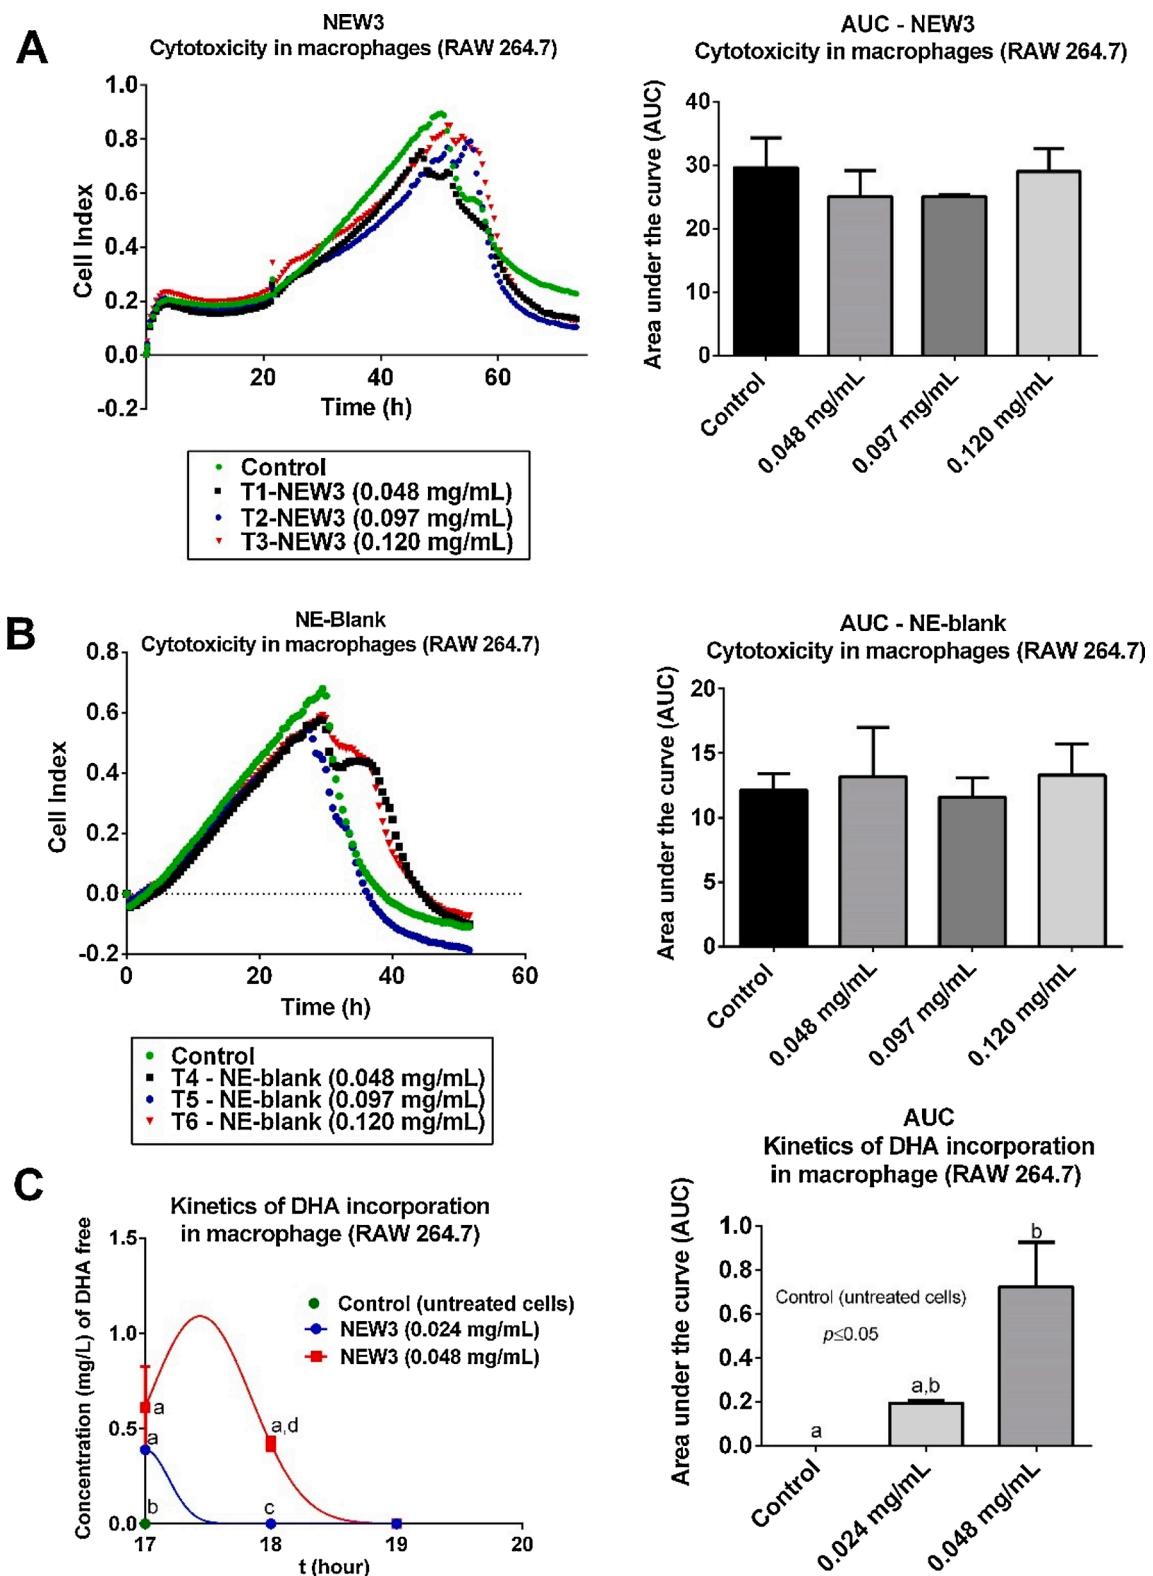 A
NEW3
Cytotoxicity in macrophages (RAW 264.7)
Cell Index
1.0
0.8
0.6
0.4
0.2
0.0
-0.2
20
40
60
Time (h)
Control
T1-NEW3 (0.048 mg/mL)
T2-NEW3 (0.097 mg/mL)
T3-NEW3 (0.120 mg/mL)
AUC - NEW3
Cytotoxicity in macrophages (RAW 264.7)
Area under the curve (AUC)
40
30
20
10
0
Control
0.048 mg/mL
0.097 mg/mL
0.120 mg/mL
B
NE-Blank
Cytotoxicity in macrophages (RAW 264.7)
Cell Index
0.8
0.6
0.4
0.2
0.0
-0.2
0
20
40
60
Time (h)
Control
T4 - NE-blank (0.048 mg/mL)
T5 - NE-blank (0.097 mg/mL)
T6 - NE-blank (0.120 mg/mL)
AUC - NE-blank
Cytotoxicity in macrophages (RAW 264.7)
Area under the curve (AUC)
20
15
10
5
0
Control
0.048 mg/mL
0.097 mg/mL
0.120 mg/mL
C
Kinetics of DHA incorporation
in macrophage (RAW 264.7)
Concentration (mg/L) of DHA free
1.5
1.0
0.5
0.0
Control (untreated cells)
NEW3 (0.024 mg/mL)
NEW3 (0.048 mg/mL)
a
a
b
a,d
c
17
18
19
20
t (hour)
AUC
Kinetics of DHA incorporation
in macrophage (RAW 264.7)
Area under the curve (AUC)
1.0
0.8
0.6
0.4
0.2
0.0
Control (untreated cells)
p≤0.05
a
a,b
b
Control
0.024 mg/mL
0.048 mg/mL